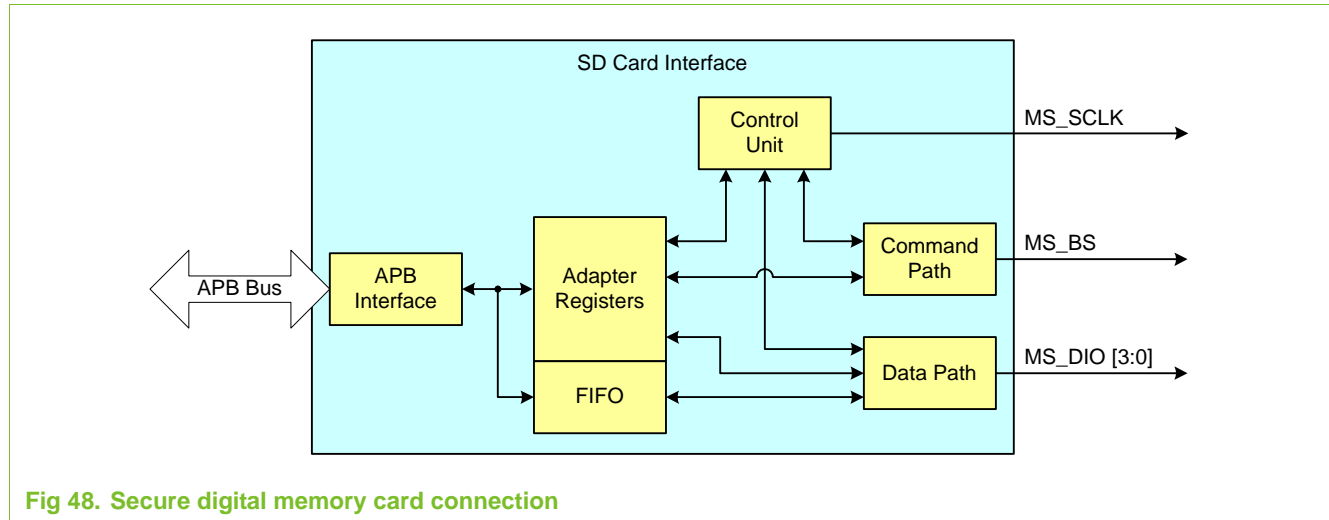 SD Card Interface
Control
Unit
MS_SCLK
Command
Path
MS_BS
APB Bus
APB
Interface
Adapter
Registers
FIFO
Data Path
MS_DIO [3:0]
Fig 48. Secure digital memory card connection